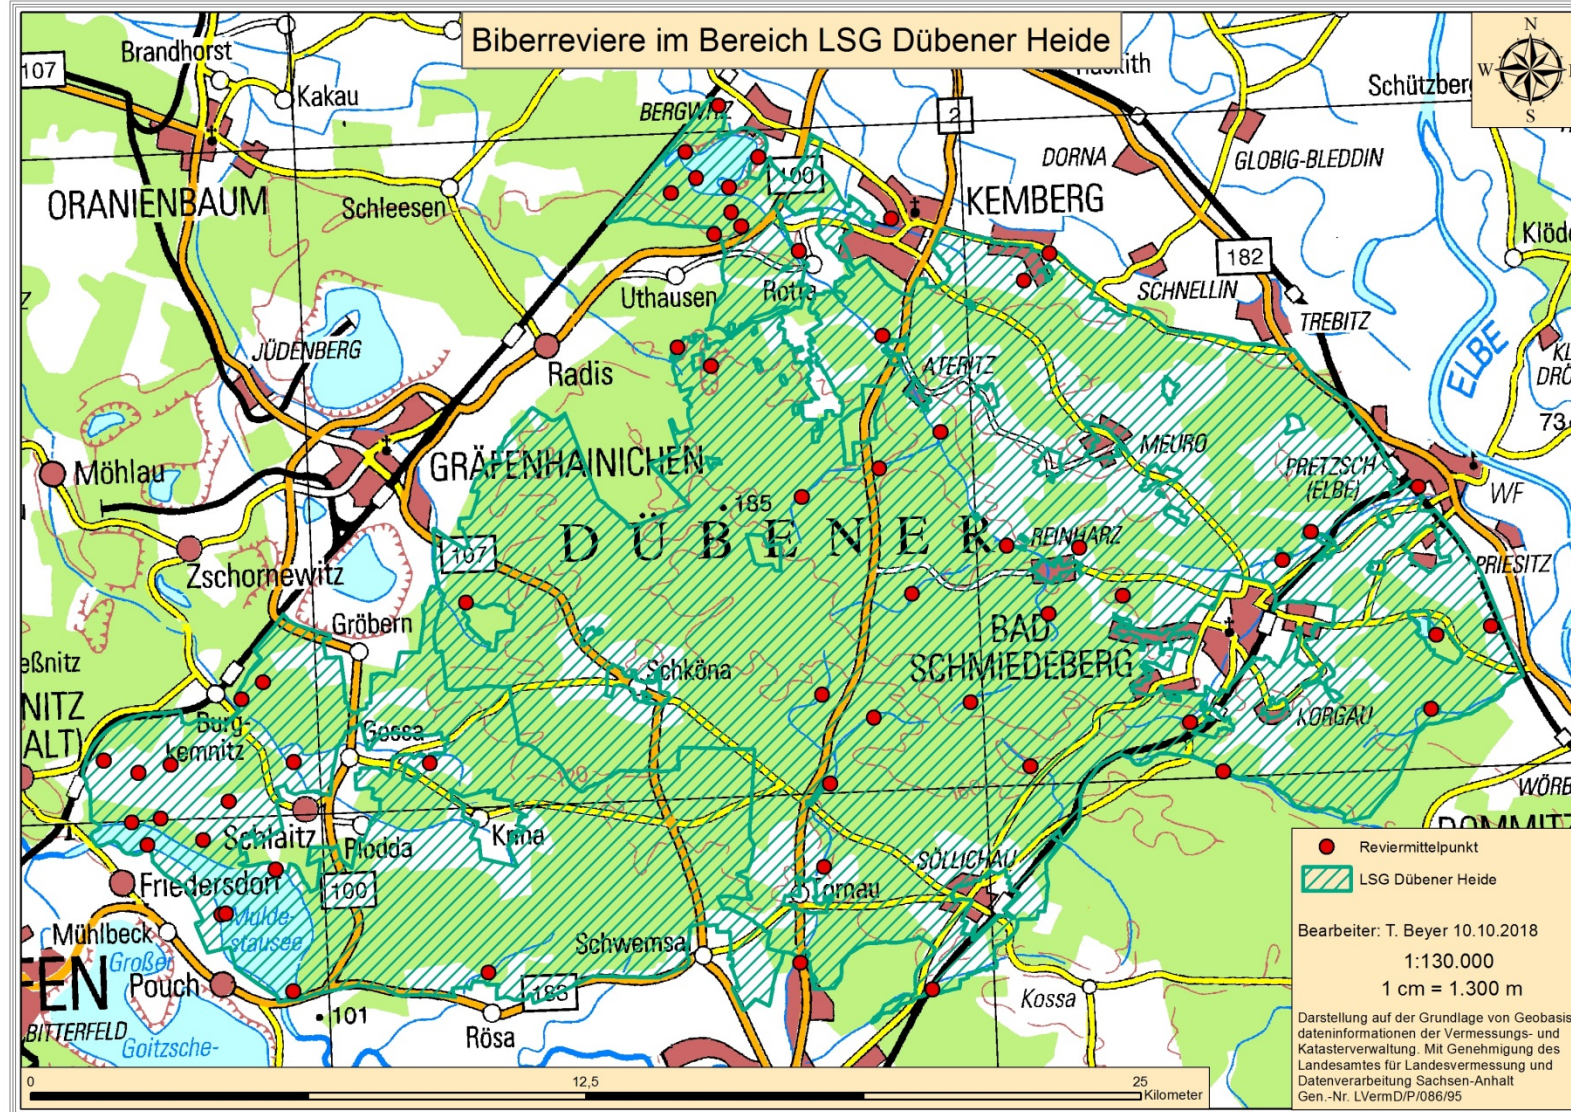 Biberreviere im Bereich LSG Dübener Heide
N
W
S
107
Brandhorst
Kakau
ORANIENBAUM
Schleesen
BERGWITZ
100
2
KEMBERG
DORNA
GLOBIG-BLEDDIN
182
SCHNELLIN
TREBITZ
ELBE
Uthausen
Rotta
JÜDENBERG
Radis
ATERITZ
MEURO
PRETZSCH
(ELBE)
WF
73
Möhlau
GRÄFENHAINICHEN
185
DÜBENER
REINHARZ
PRIESITZ
107
Zschornewitz
Gröbern
BAD
SCHMIEDEBERG
Schköna
KORGAU
Burg-
kemnitz
Gossa
120
Schlaitz
Plodda
Krina
SÖLLICHAU
Tornau
Friedersdorf
100
Mulde-
stausee
Mühlbeck
Großer
Pouch
Schwemsa
183
Rösa
Kossa
101
BITTERFELD
Goitzsche-
Reviermittelpunkt
LSG Dübener Heide
Bearbeiter: T. Beyer 10.10.2018
1:130.000
1 cm = 1.300 m
Darstellung auf der Grundlage von Geobasis
dateninformationen der Vermessungs- und
Katasterverwaltung. Mit Genehmigung des
Landesamtes für Landesvermessung und
Datenverarbeitung Sachsen-Anhalt
Gen.-Nr. LVermD/P/086/95
0
12,5
25
Kilometer